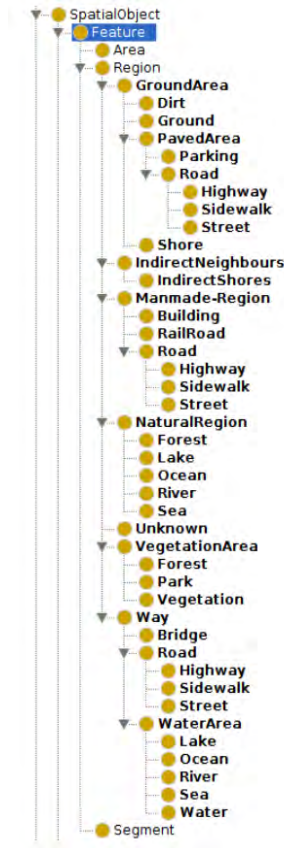 SpatialObject
Feature
Area
Region
GroundArea
Dirt
Ground
PavedArea
Parking
Road
Highway
Sidewalk
Street
Shore
IndirectNeighbours
IndirectShores
Manmade-Region
Building
RailRoad
Road
Highway
Sidewalk
Street
NaturalRegion
Forest
Lake
Ocean
River
Sea
Unknown
VegetationArea
Forest
Park
Vegetation
Way
Bridge
Road
Highway
Sidewalk
Street
WaterArea
Lake
Ocean
River
Sea
Water
Segment